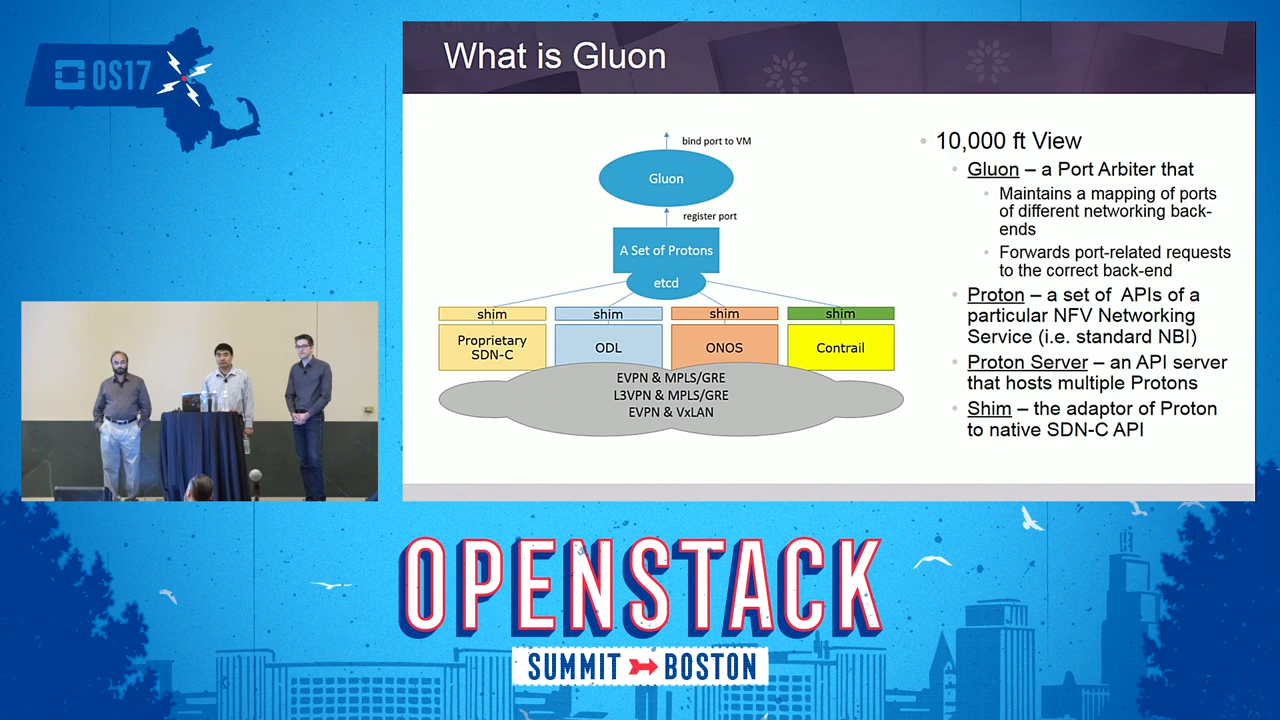 OS17
What is Gluon
bind port to VM
Gluon
register port
A Set of Protons
etcd
shim
shim
shim
shim
Proprietary
SDN-C
ODL
ONOS
Contrail
EVPN & MPLS/GRE
L3VPN & MPLS/GRE
EVPN & VxLAN
10,000 ft View
Gluon – a Port Arbiter that
Maintains a mapping of ports
of different networking back-
ends
Forwards port-related requests
to the correct back-end
Proton – a set of APIs of a
particular NFV Networking
Service (i.e. standard NBI)
Proton Server – an API server
that hosts multiple Protons
Shim – the adaptor of Proton
to native SDN-C API
OPENSTACK
SUMMIT BOSTON